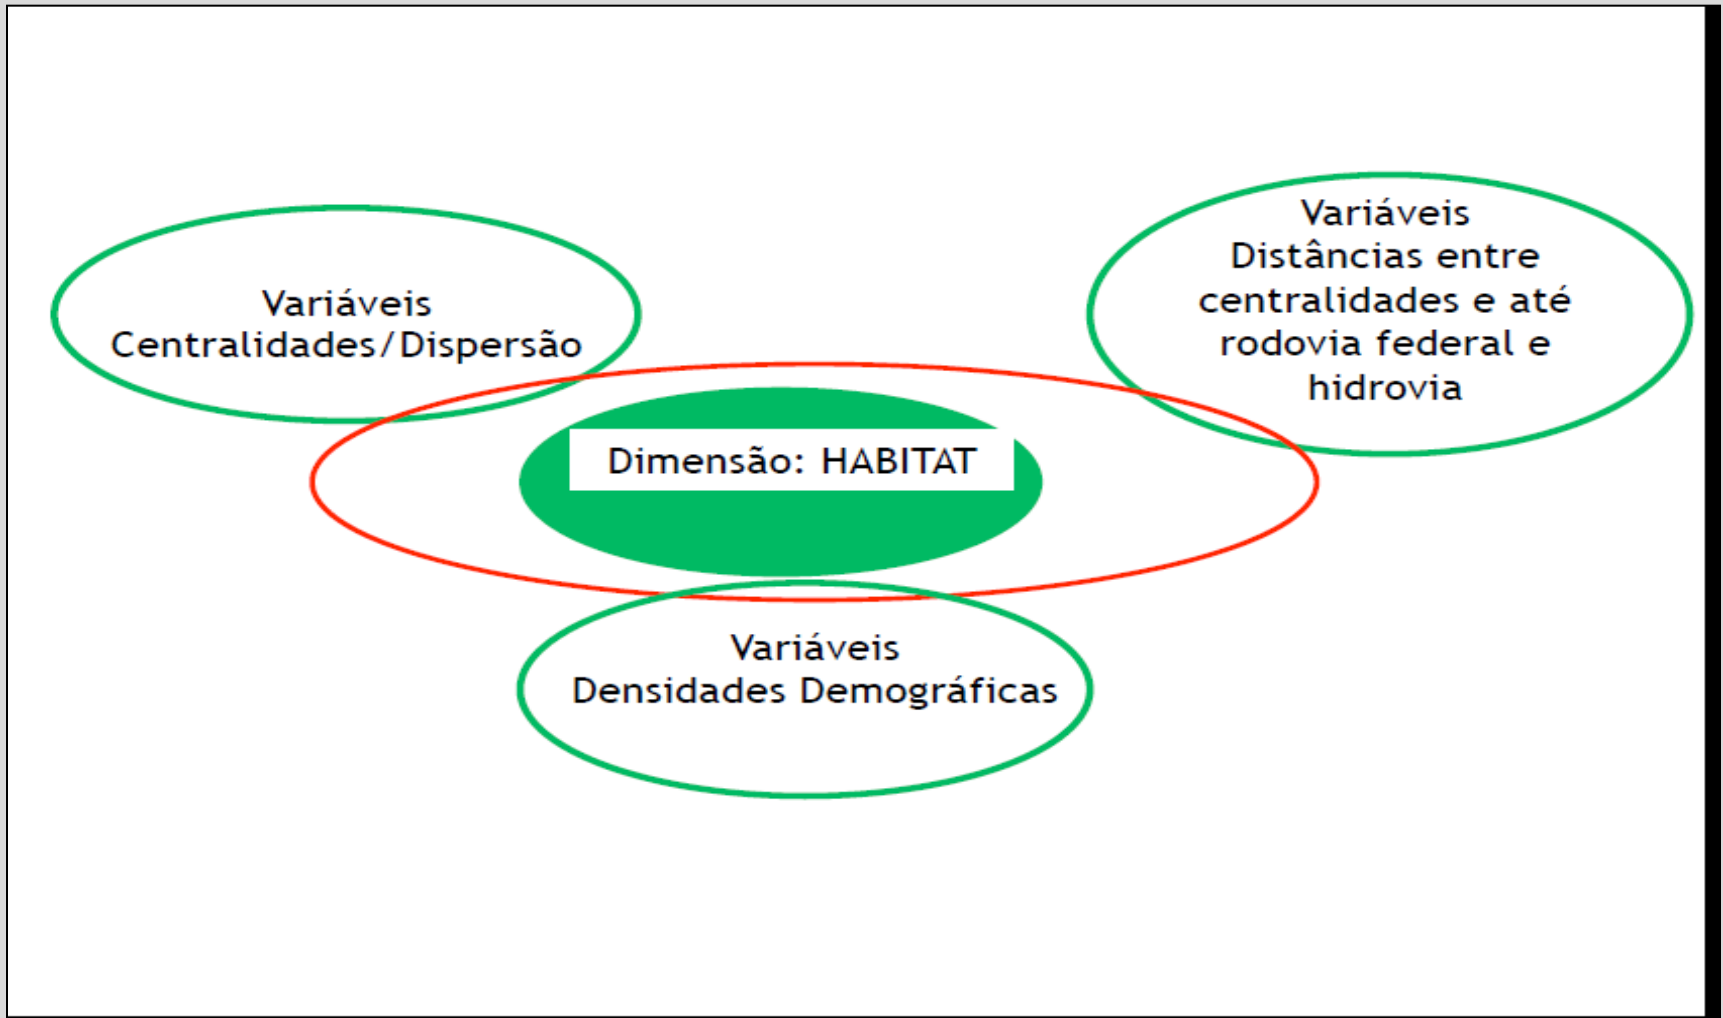 Variáveis
Centralidades/Dispersão
Variáveis
Distâncias entre
centralidades e até
rodovia federal e
hidrovia
Dimensão: HABITAT
Variáveis
Densidades Demográficas